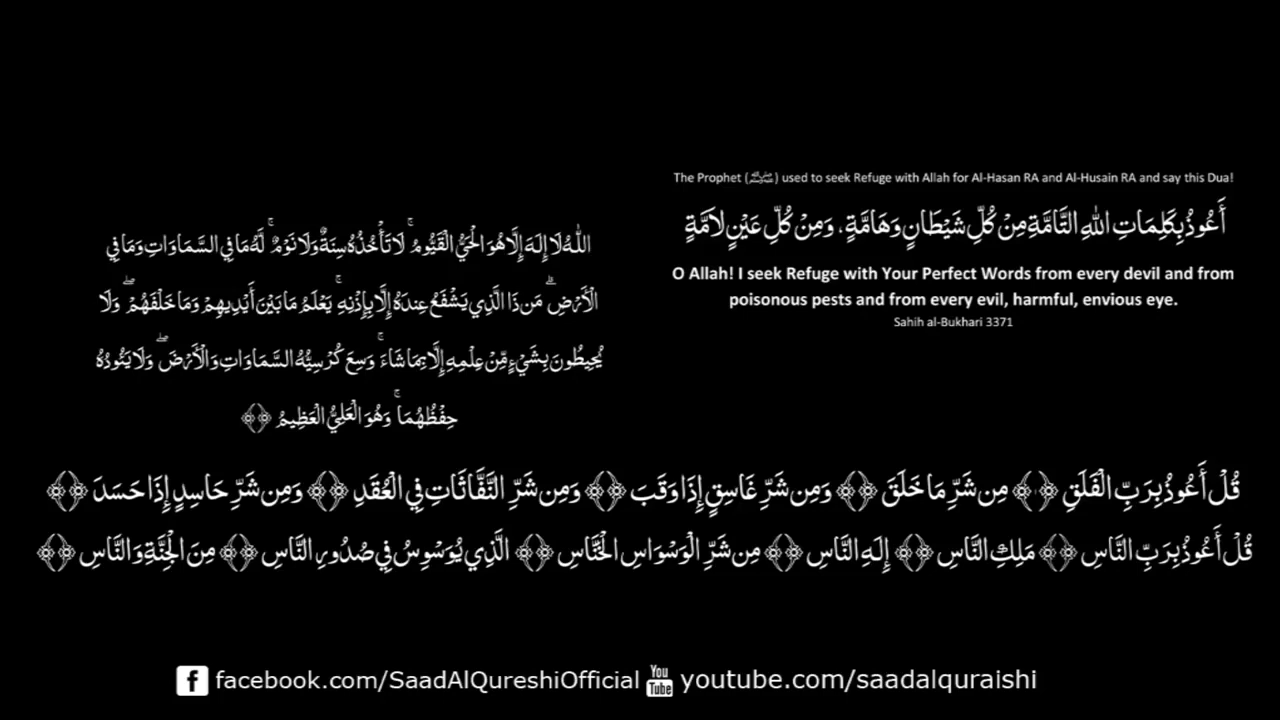 The Prophet (ﷺ) used to seek Refuge with Allah for Al-Hasan RA and Al-Husain RA and say this Dua!
أَعُوذُ بِكَلِمَاتِ اللهِ التَّامَّةِ مِنْ كُلِّ شَيْطَانٍ وَهَامَّةٍ، وَمِنْ كُلِّ عَيْنٍ لاَمَّةٍ
O Allah! I seek Refuge with Your Perfect Words from every devil and from
poisonous pests and from every evil, harmful, envious eye.
Sahih al-Bukhari 3371
اللَّهُ لَا إِلَٰهَ إِلَّا هُوَ الْحَيُّ الْقَيُّومُ ۚ لَا تَأْخُذُهُ سِنَةٌ وَلَا نَوْمٌ ۚ لَّهُ مَا فِي السَّمَاوَاتِ وَمَا فِي
الْأَرْضِ ۗ مَن ذَا الَّذِي يَشْفَعُ عِندَهُ إِلَّا بِإِذْنِهِ ۚ يَعْلَمُ مَا بَيْنَ أَيْدِيهِمْ وَمَا خَلْفَهُمْ ۖ وَلَا
يُحِيطُونَ بِشَيْءٍ مِّنْ عِلْمِهِ إِلَّا بِمَا شَاءَ ۚ وَسِعَ كُرْسِيُّهُ السَّمَاوَاتِ وَالْأَرْضَ ۖ وَلَا يَئُودُهُ
حِفْظُهُمَا ۚ وَهُوَ الْعَلِيُّ الْعَظِيمُ ﴿﴾
قُلْ أَعُوذُ بِرَبِّ الْفَلَقِ ﴿﴾ مِن شَرِّ مَا خَلَقَ ﴿﴾ وَمِن شَرِّ غَاسِقٍ إِذَا وَقَبَ ﴿﴾ وَمِن شَرِّ النَّفَّاثَاتِ فِي الْعُقَدِ ﴿﴾ وَمِن شَرِّ حَاسِدٍ إِذَا حَسَدَ ﴿﴾
قُلْ أَعُوذُ بِرَبِّ النَّاسِ ﴿﴾ مَلِكِ النَّاسِ ﴿﴾ إِلَٰهِ النَّاسِ ﴿﴾ مِن شَرِّ الْوَسْوَاسِ الْخَنَّاسِ ﴿﴾ الَّذِي يُوَسْوِسُ فِي صُدُورِ النَّاسِ ﴿﴾ مِنَ الْجِنَّةِ وَالنَّاسِ ﴿﴾
facebook.com/SaadAlQureshiOfficial You Tube youtube.com/saadalquraishi